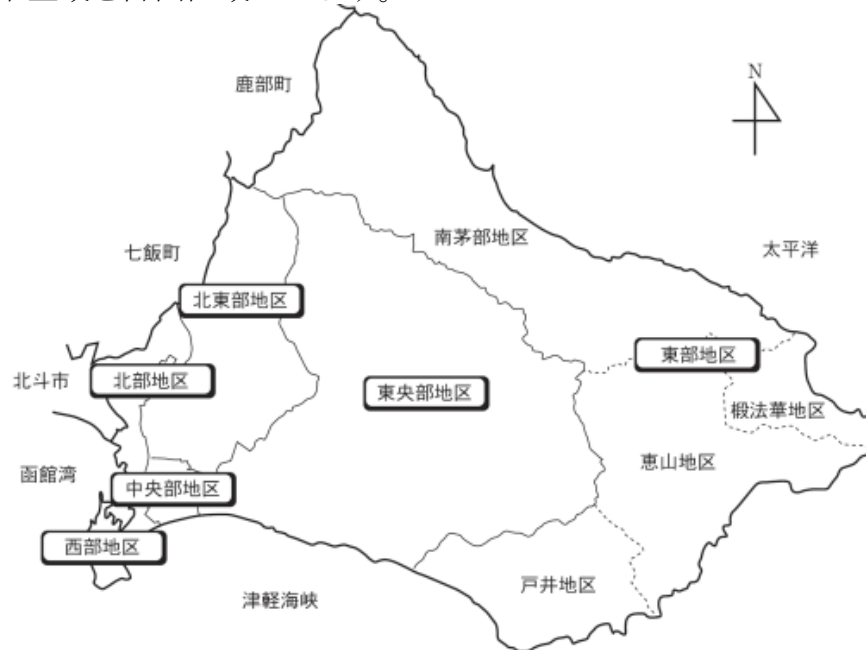 鹿部町
N
南茅部地区
七飯町
太平洋
北東部地区
東部地区
北斗市
北部地区
東央部地区
椴法華地区
恵山地区
函館湾
中央部地区
西部地区
戸井地区
津軽海峡